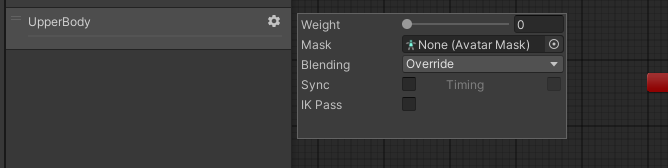 UpperBody
Weight 0
Mask None (Avatar Mask)
Blending Override
Sync Timing
IK Pass